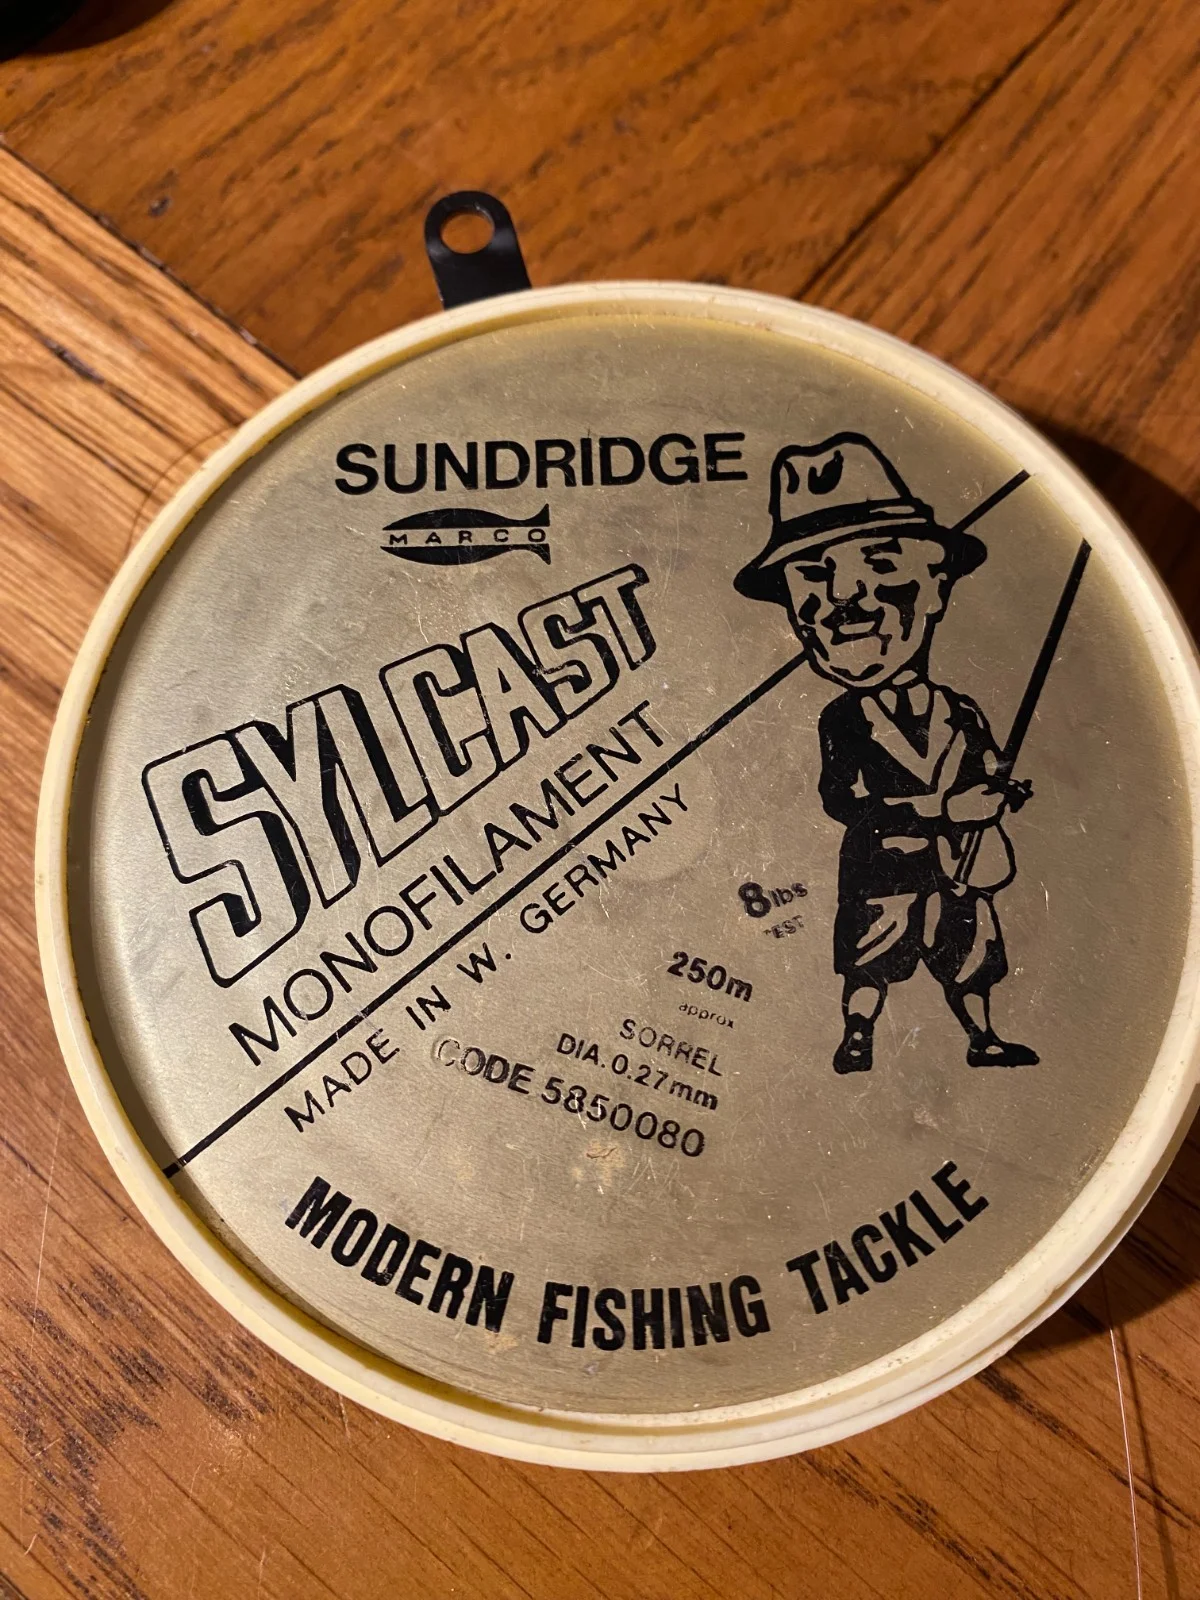 SUNDRIDGE
MARCO
SYLCAST
MONOFILAMENT
MADE IN W. GERMANY
8lbs
TEST
250m
approx
SORREL
DIA. 0.27mm
CODE 5850080
MODERN FISHING TACKLE